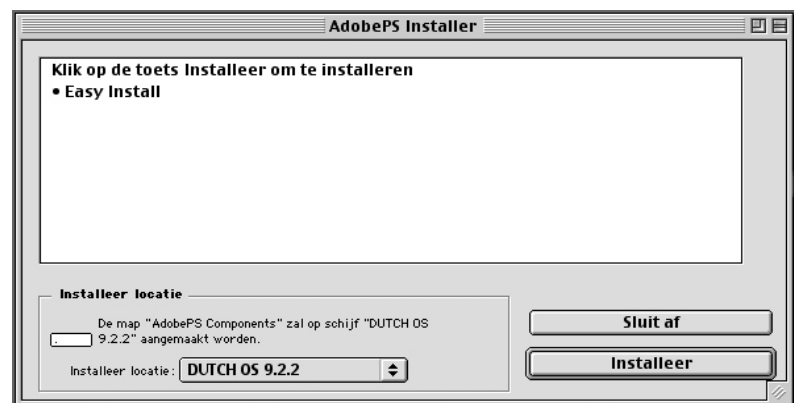 AdobePS Installer
Klik op de toets Installeer om te installeren
• Easy Install
Installeer locatie
De map "AdobePS Components" zal op schijf "DUTCH OS
9.2.2" aangemaakt worden.
Installeer locatie: DUTCH OS 9.2.2
Sluit af
Installeer